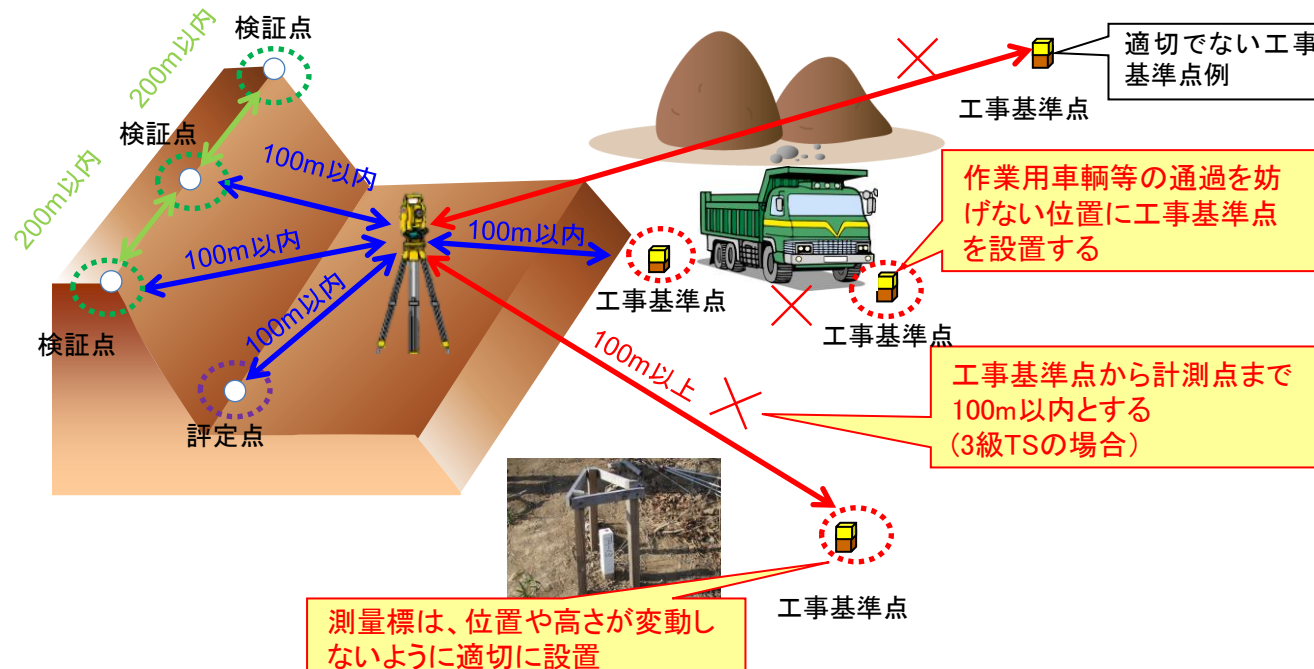 検証点
200m以内
検証点
200m以内
検証点
100m以内
100m以内
100m以内
100m以内
評定点
工事基準点
適切でない工事
基準点例
作業用車輌等の通過を妨
げない位置に工事基準点
を設置する
工事基準点
工事基準点
100m以上
工事基準点から計測点まで
100m以内とする
(3級TSの場合)
工事基準点
測量標は、位置や高さが変動し
ないように適切に設置